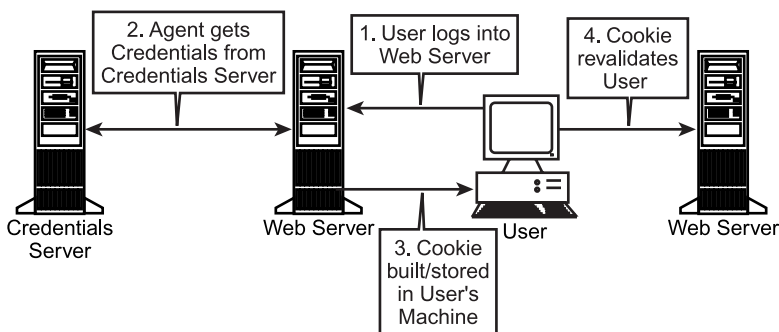 2. Agent gets
Credentials from
Credentials Server
1. User logs into
Web Server
4. Cookie
revalidates
User
Credentials
Server
Web Server
User
Web Server
3. Cookie
built/stored
in User's
Machine